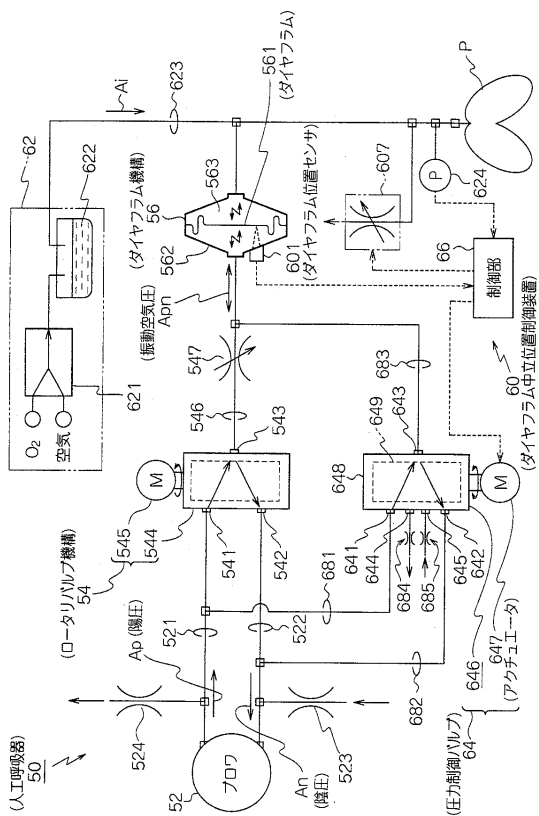 (人工呼吸器)
50
52
ブロワ
524
523
Ap(陽圧)
An
(陰圧)
521
522
(ロータリバルブ機構)
54
545
544
M
541
542
543
546
547
(振動空気圧)
Apn
O2
空気
621
622
62
Ai
623
(ダイヤフラム機構)
56
562
563
561
(ダイヤフラム)
601
(ダイヤフラム位置センサ)
607
P
624
P
66
制御部
60
(ダイヤフラム中立位置制御装置)
683
643
649
648
641
644
684
685
645
642
681
682
M
(圧力制御バルブ)
64
646
647
(アクチュエータ)